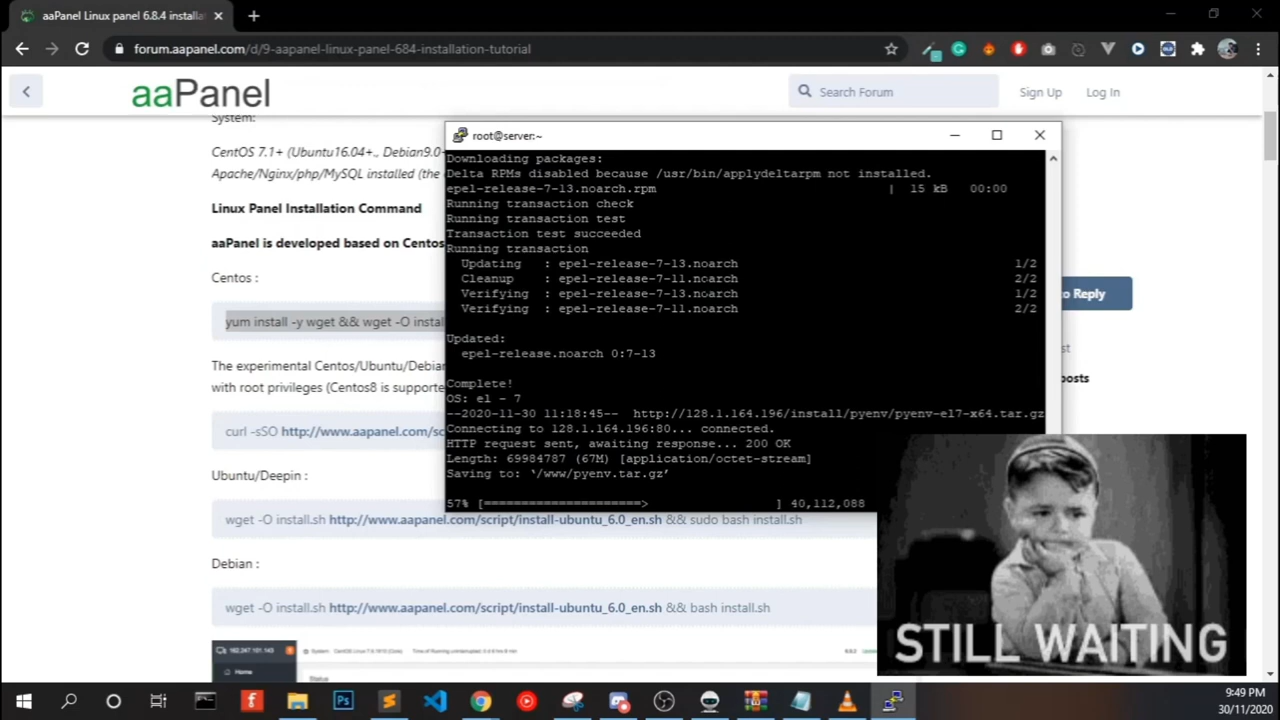 aaPanel Linux panel 6.8.4 installa
forum.aapanel.com/d/9-aapanel-linux-panel-684-installation-tutorial
aaPanel
Search Forum
Sign Up
Log In
System:
CentOS 7.1+ (Ubuntu16.04+., Debian9.0+
Apache/Nginx/php/MySQL installed (the
Linux Panel Installation Command
aaPanel is developed based on Centos
Centos :
yum install -y wget && wget -O instal
The experimental Centos/Ubuntu/Debian
with root privileges (Centos8 is supporte
curl -sSO http://www.aapanel.com/sc
Ubuntu/Deepin :
wget -O install.sh http://www.aapanel.com/script/install-ubuntu_6.0_en.sh && sudo bash install.sh
Debian :
wget -O install.sh http://www.aapanel.com/script/install-ubuntu_6.0_en.sh && bash install.sh
Home
Status
o Reply
st
posts
root@server:~
Downloading packages:
Delta RPMs disabled because /usr/bin/applydeltarpm not installed.
epel-release-7-13.noarch.rpm | 15 kB 00:00
Running transaction check
Running transaction test
Transaction test succeeded
Running transaction
Updating : epel-release-7-13.noarch 1/2
Cleanup : epel-release-7-11.noarch 2/2
Verifying : epel-release-7-13.noarch 1/2
Verifying : epel-release-7-11.noarch 2/2
Updated:
epel-release.noarch 0:7-13
Complete!
OS: el - 7
--2020-11-30 11:18:45-- http://128.1.164.196/install/pyenv/pyenv-el7-x64.tar.gz
Connecting to 128.1.164.196:80... connected.
HTTP request sent, awaiting response... 200 OK
Length: 69984787 (67M) [application/octet-stream]
Saving to: ‘/www/pyenv.tar.gz’
57% [=====================> ] 40,112,088
STILL WAITING
9:49 PM
30/11/2020